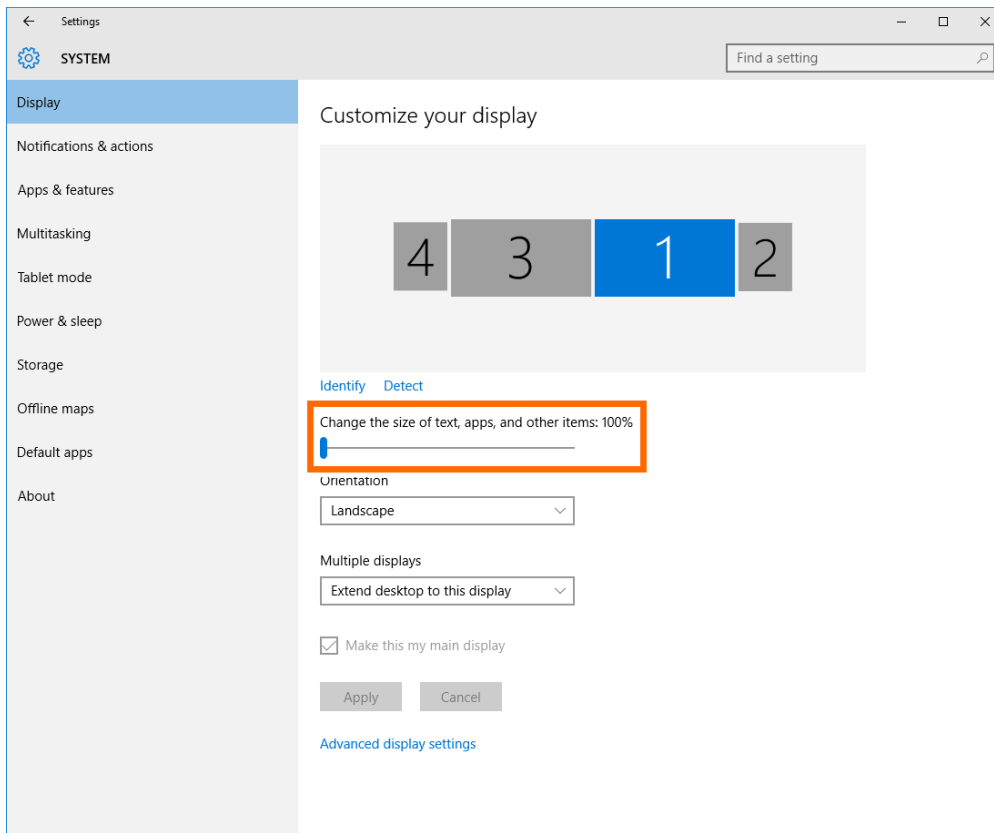 Settings
SYSTEM
Find a setting
Display
Notifications & actions
Apps & features
Multitasking
Tablet mode
Power & sleep
Storage
Offline maps
Default apps
About
Customize your display
4 3 1 2
Identify Detect
Change the size of text, apps, and other items: 100%
Orientation
Landscape
Multiple displays
Extend desktop to this display
Make this my main display
Apply Cancel
Advanced display settings